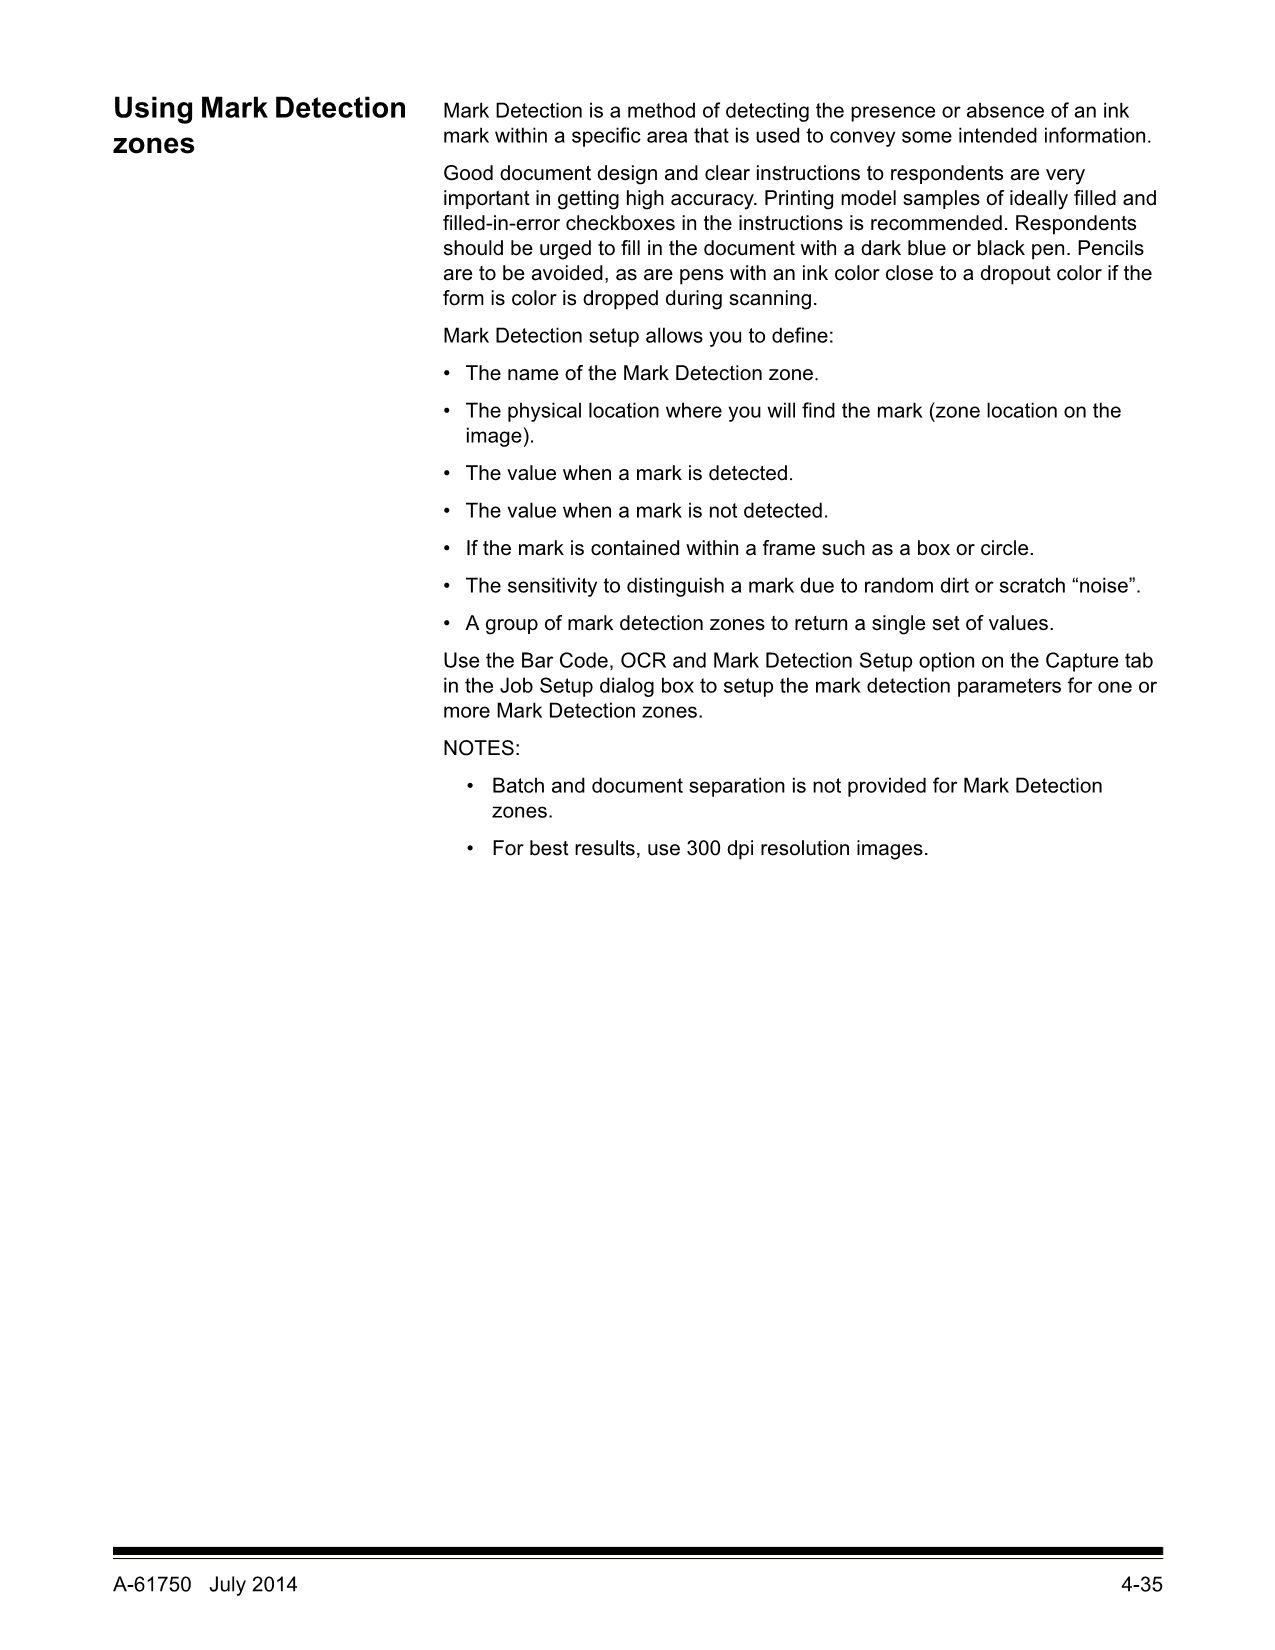 Using Mark Detection
zones
Mark Detection is a method of detecting the presence or absence of an ink
mark within a specific area that is used to convey some intended information.
Good document design and clear instructions to respondents are very
important in getting high accuracy. Printing model samples of ideally filled and
filled-in-error checkboxes in the instructions is recommended. Respondents
should be urged to fill in the document with a dark blue or black pen. Pencils
are to be avoided, as are pens with an ink color close to a dropout color if the
form is color is dropped during scanning.
Mark Detection setup allows you to define:
• The name of the Mark Detection zone.
• The physical location where you will find the mark (zone location on the
image).
• The value when a mark is detected.
• The value when a mark is not detected.
• If the mark is contained within a frame such as a box or circle.
• The sensitivity to distinguish a mark due to random dirt or scratch “noise”.
• A group of mark detection zones to return a single set of values.
Use the Bar Code, OCR and Mark Detection Setup option on the Capture tab
in the Job Setup dialog box to setup the mark detection parameters for one or
more Mark Detection zones.
NOTES:
• Batch and document separation is not provided for Mark Detection
zones.
• For best results, use 300 dpi resolution images.
A-61750 July 2014 4-35